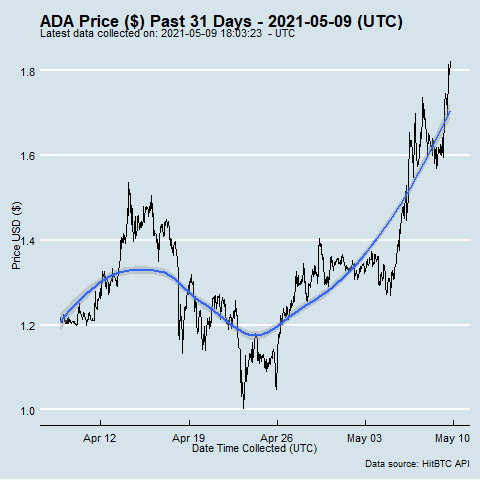 ADA Price ($) Past 31 Days - 2021-05-09 (UTC)
Latest data collected on: 2021-05-09 18:03:23 - UTC
1.8
1.6
1.4
1.2
1.0
Price USD ($)
Apr 12 Apr 19 Apr 26 May 03 May 10
Date Time Collected (UTC)
Data source: HitBTC API